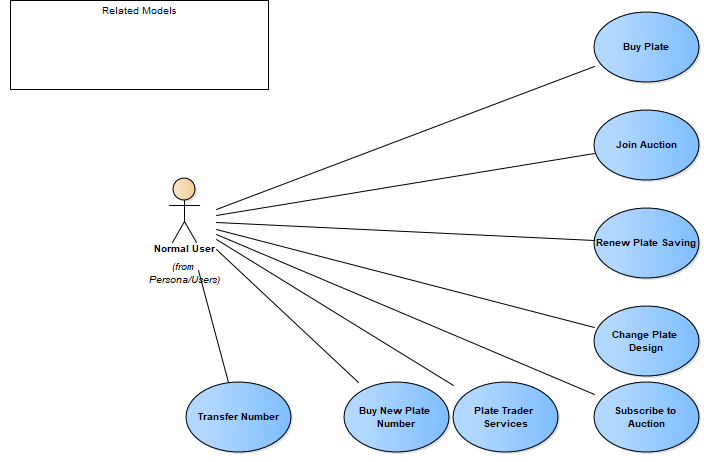 Related Models
Buy Plate
Join Auction
Normal User
(from
Persona/Users)
Renew Plate Saving
Change Plate
Design
Transfer Number
Buy New Plate
Number
Plate Trader
Services
Subscribe to
Auction